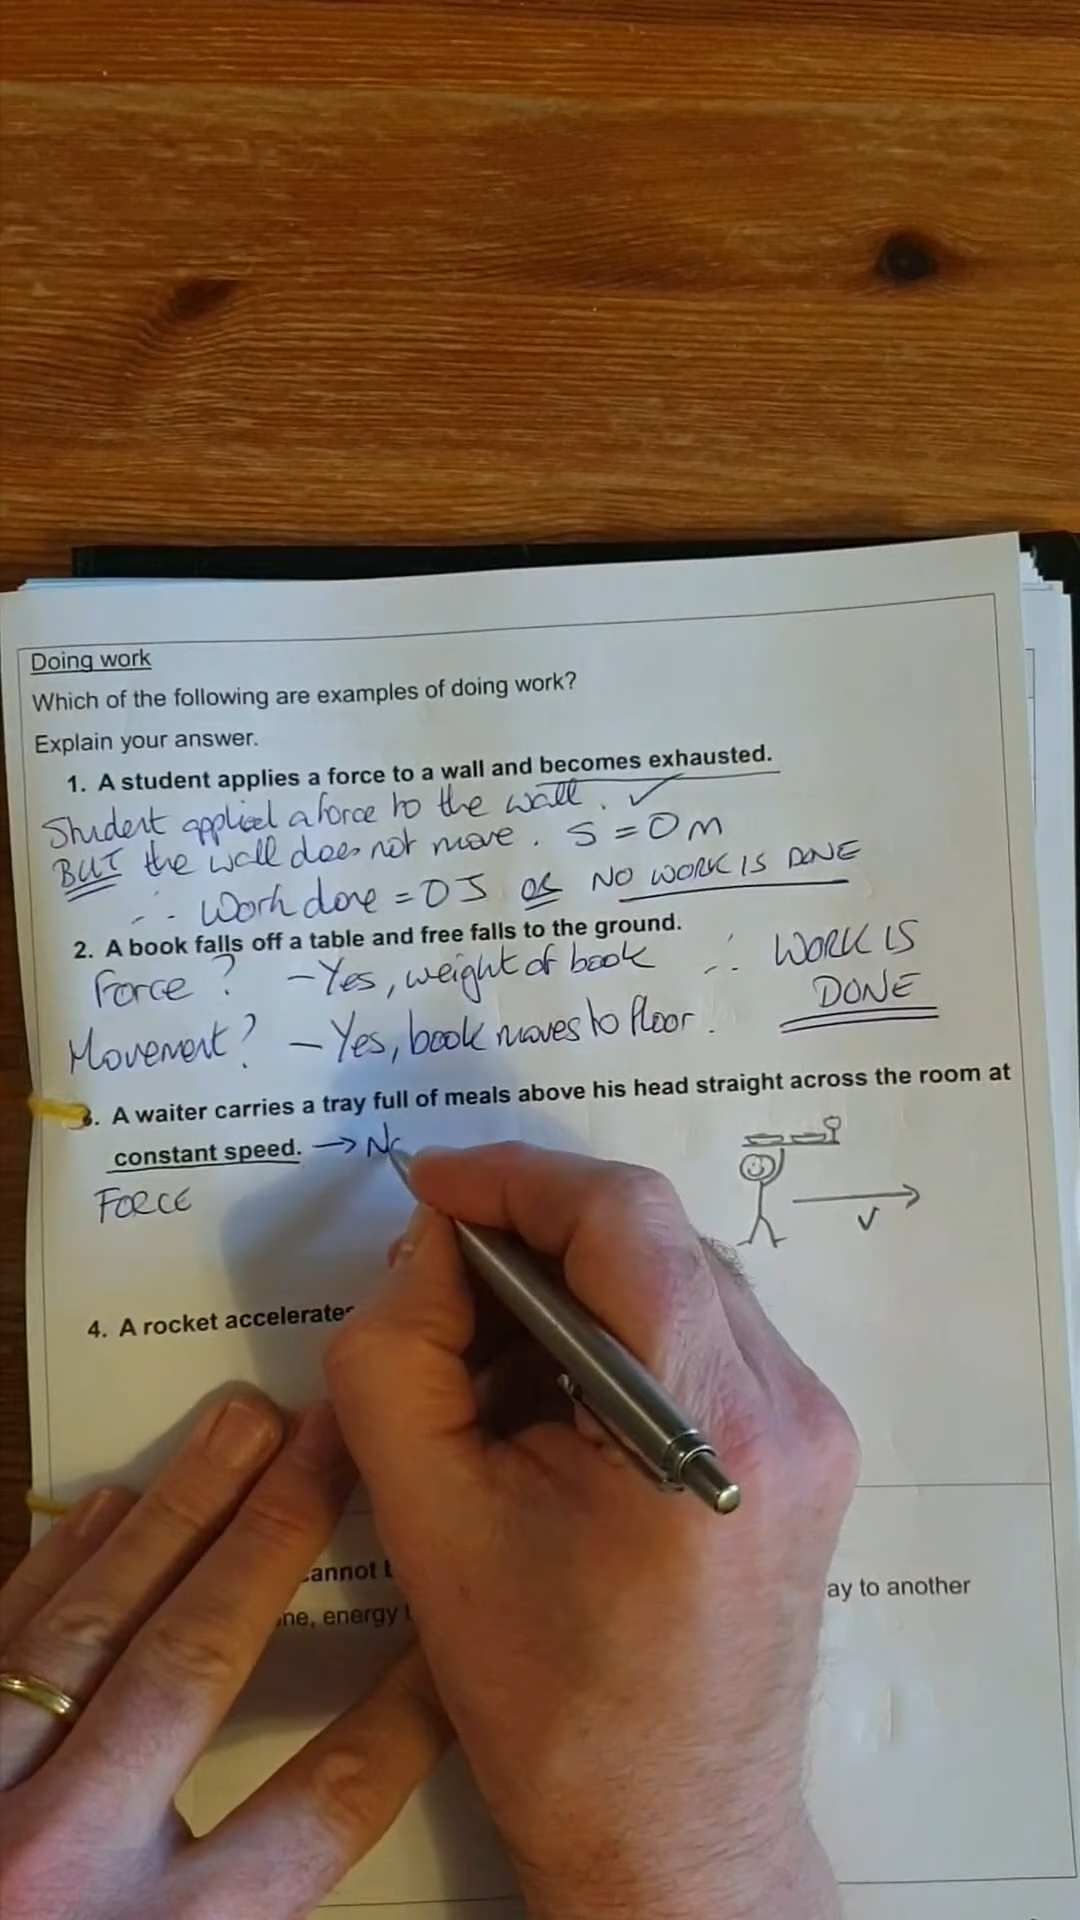 Doing work
Which of the following are examples of doing work?
Explain your answer.
1. A student applies a force to a wall and becomes exhausted.
Student applied a force to the wall. ✓
BUT the wall does not move. S = 0 m
∴ Work done = 0 J or NO WORK IS DONE
2. A book falls off a table and free falls to the ground.
Force? - Yes, weight of book ∴ WORK IS
DONE
Movement? - Yes, book moves to floor.
3. A waiter carries a tray full of meals above his head straight across the room at
constant speed. → No
FORCE
v
4. A rocket accelerates
cannot
ay to another
ne, energy